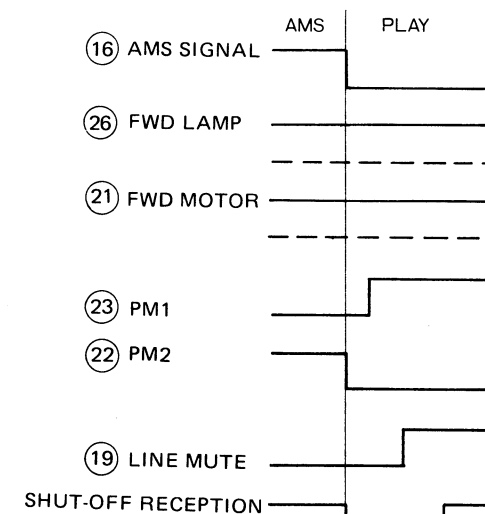 AMS PLAY
16 AMS SIGNAL
26 FWD LAMP
21 FWD MOTOR
23 PM1
22 PM2
19 LINE MUTE
SHUT-OFF RECEPTION